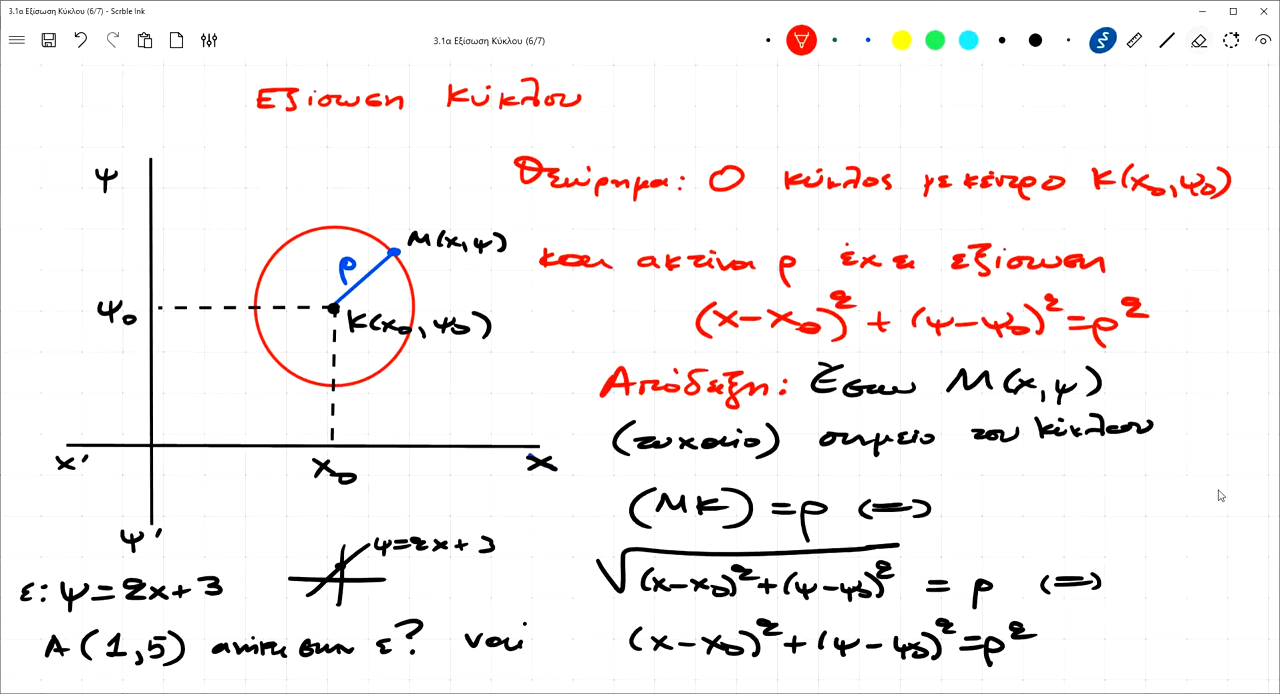 3.1α Εξίσωση Κύκλου (6/7) - Scrble Ink
3.1α Εξίσωση Κύκλου (6/7)
Εξίσωση Κύκλου
Θεώρημα: Ο κύκλος με κέντρο Κ(x₀,ψ₀)
και ακτίνα ρ έχει εξίσωση
(x-x₀)²+(ψ-ψ₀)²=ρ²
Απόδειξη: Έστω Μ(x,ψ)
(τυχαίο) σημείο του κύκλου
(ΜΚ)=ρ ⇔
√(x-x₀)²+(ψ-ψ₀)² = ρ ⇔
(x-x₀)²+(ψ-ψ₀)²=ρ²
ψ
Μ(x,ψ)
ρ
ψ₀
Κ(x₀,ψ₀)
x'
x₀
x
ψ'
ψ=2x+3
ε: ψ=2x+3
Α(1,5) ανήκει στην ε? ναι